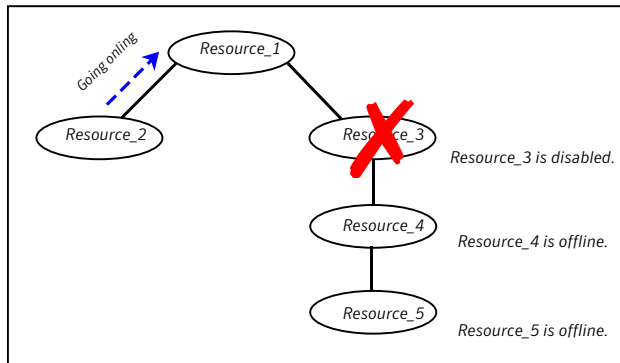 Going onling
Resource_1
Resource_2
Resource_3
Resource_3 is disabled.
Resource_4
Resource_4 is offline.
Resource_5
Resource_5 is offline.